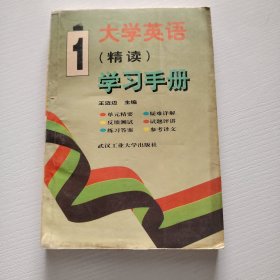 1
大学英语
(精读)
学习手册
王迈迈 主编
●单元精要 ●疑难详解
●反馈测试 ●试题评讲
●练习答案 ●参考译文
武汉工业大学出版社